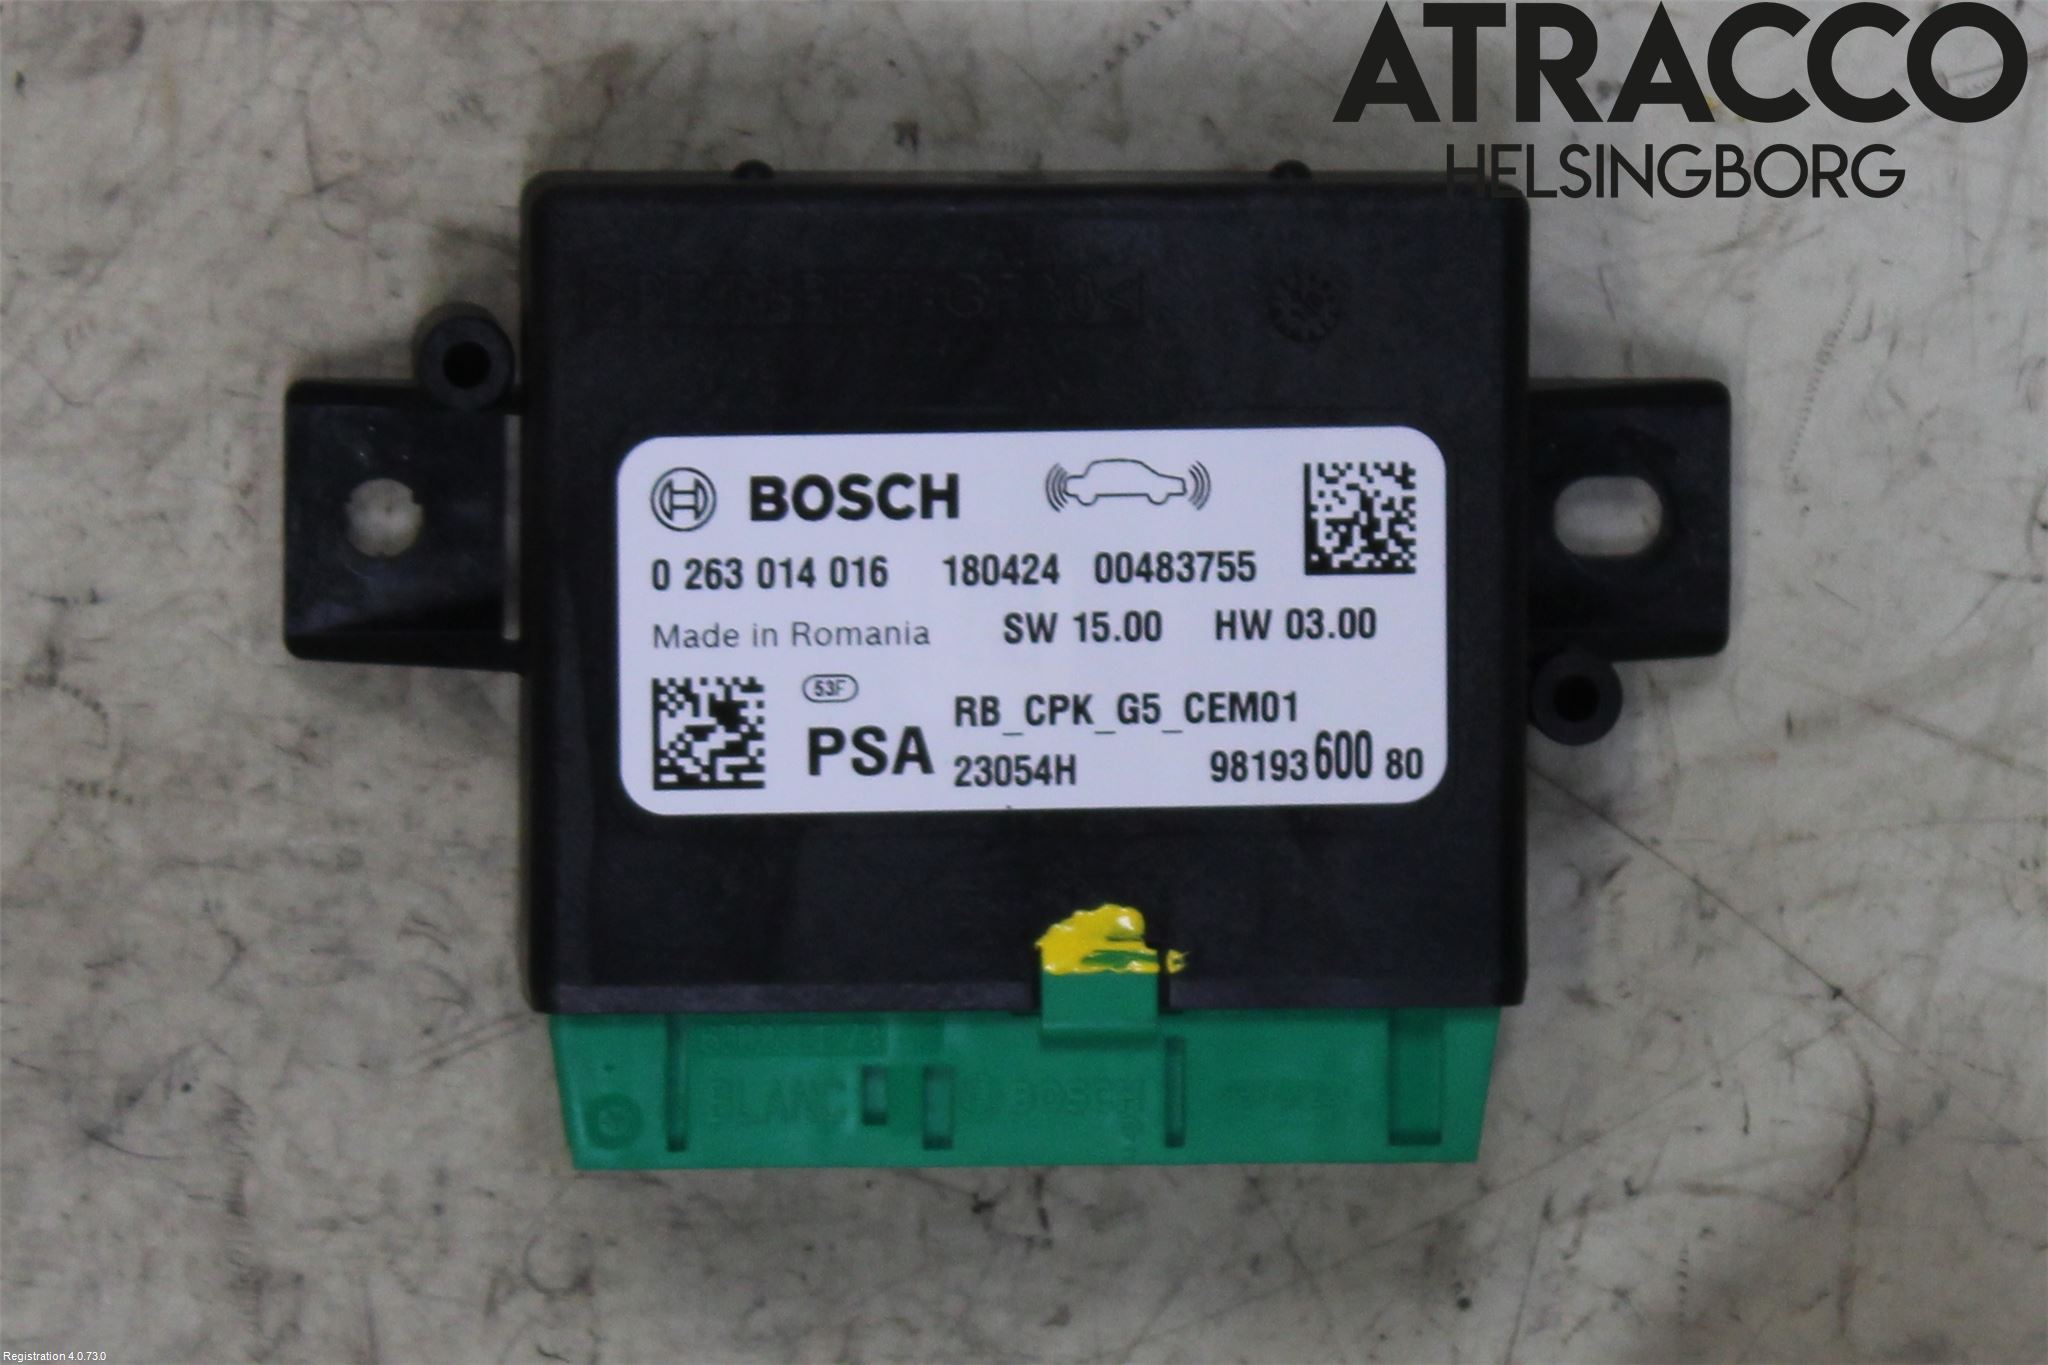 ATRACCO
HELSINGBORG
BOSCH
0 263 014 016 180424 00483755
Made in Romania SW 15.00 HW 03.00
53F
PSA RB_CPK_G5_CEM01
23054H 98193 600 80
BLANC BOSCH
Registration 4.0.73.0